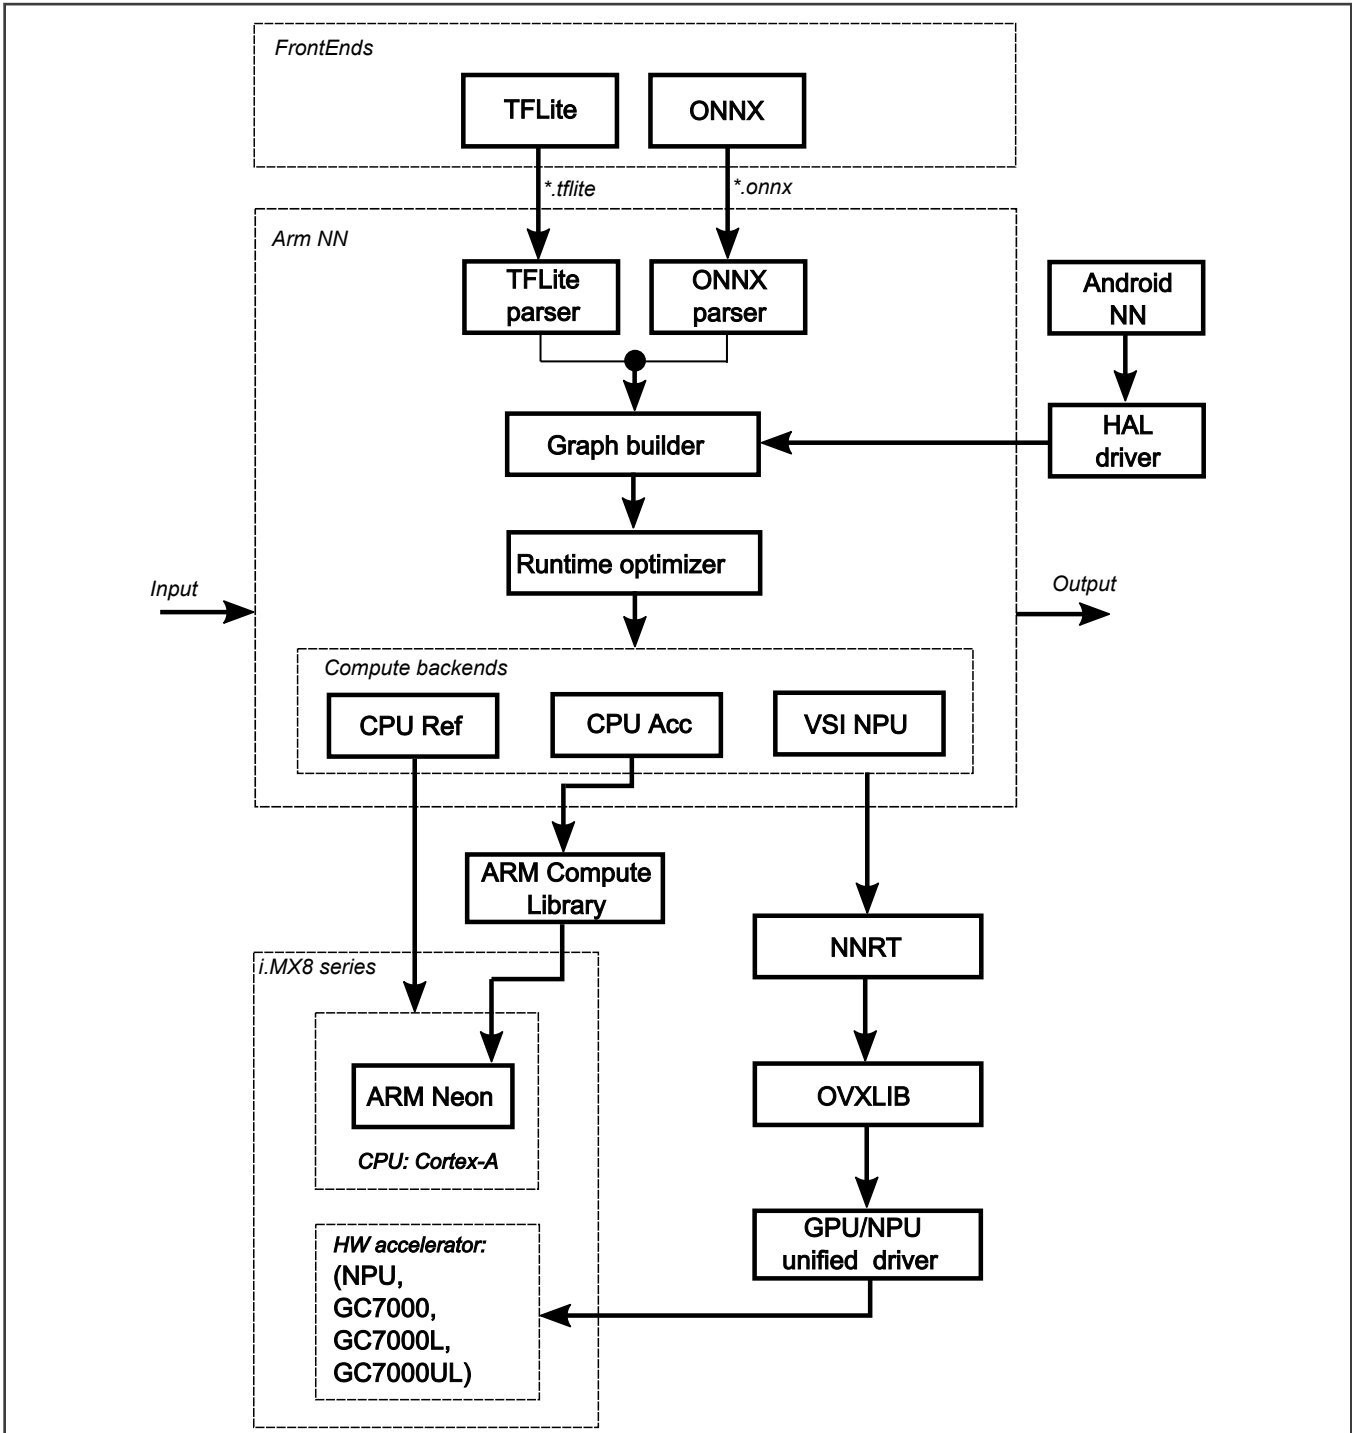 FrontEnds
TFLite
ONNX
*.tflite
*.onnx
Arm NN
TFLite
parser
ONNX
parser
Android
NN
HAL
driver
Graph builder
Runtime optimizer
Input
Output
Compute backends
CPU Ref
CPU Acc
VSI NPU
ARM Compute
Library
NNRT
i.MX8 series
ARM Neon
CPU: Cortex-A
OVXLIB
GPU/NPU
unified driver
HW accelerator:
(NPU,
GC7000,
GC7000L,
GC7000UL)